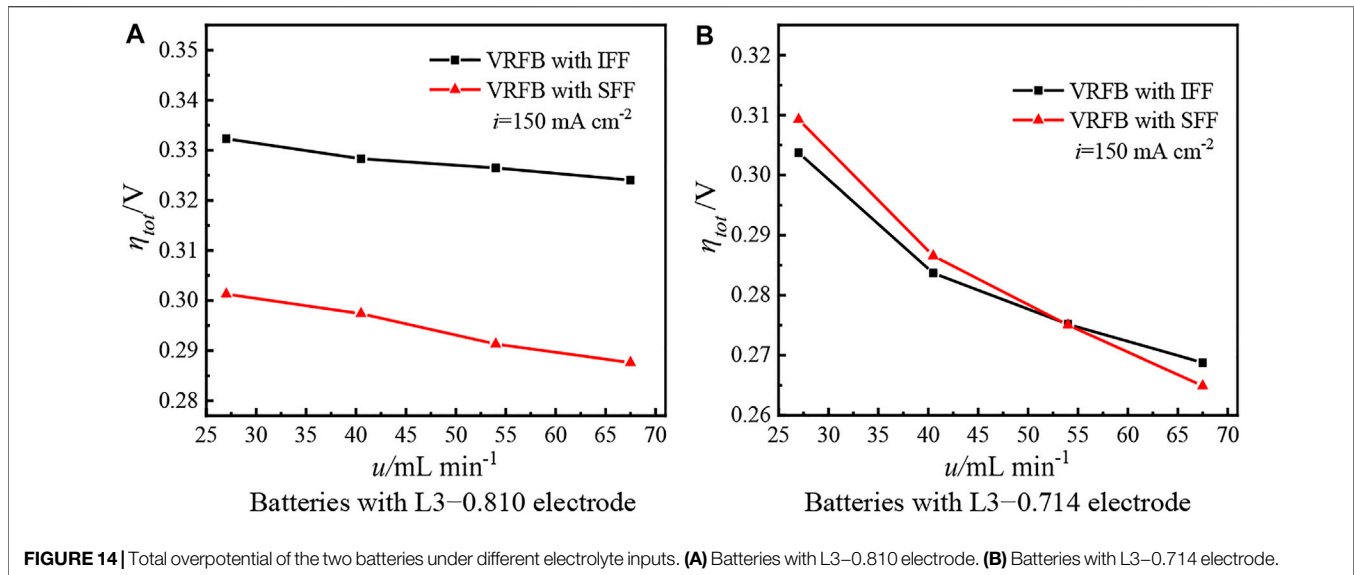 A
0.35
0.34
0.33
0.32
0.31
0.30
0.29
0.28
ηtot/V
VRFB with IFF
VRFB with SFF
i=150 mA cm-2
25 30 35 40 45 50 55 60 65 70
u/mL min-1
Batteries with L3−0.810 electrode
B
0.32
0.31
0.30
0.29
0.28
0.27
0.26
ηtot/V
VRFB with IFF
VRFB with SFF
i=150 mA cm-2
25 30 35 40 45 50 55 60 65 70
u/mL min-1
Batteries with L3−0.714 electrode
FIGURE 14 | Total overpotential of the two batteries under different electrolyte inputs. (A) Batteries with L3–0.810 electrode. (B) Batteries with L3–0.714 electrode.